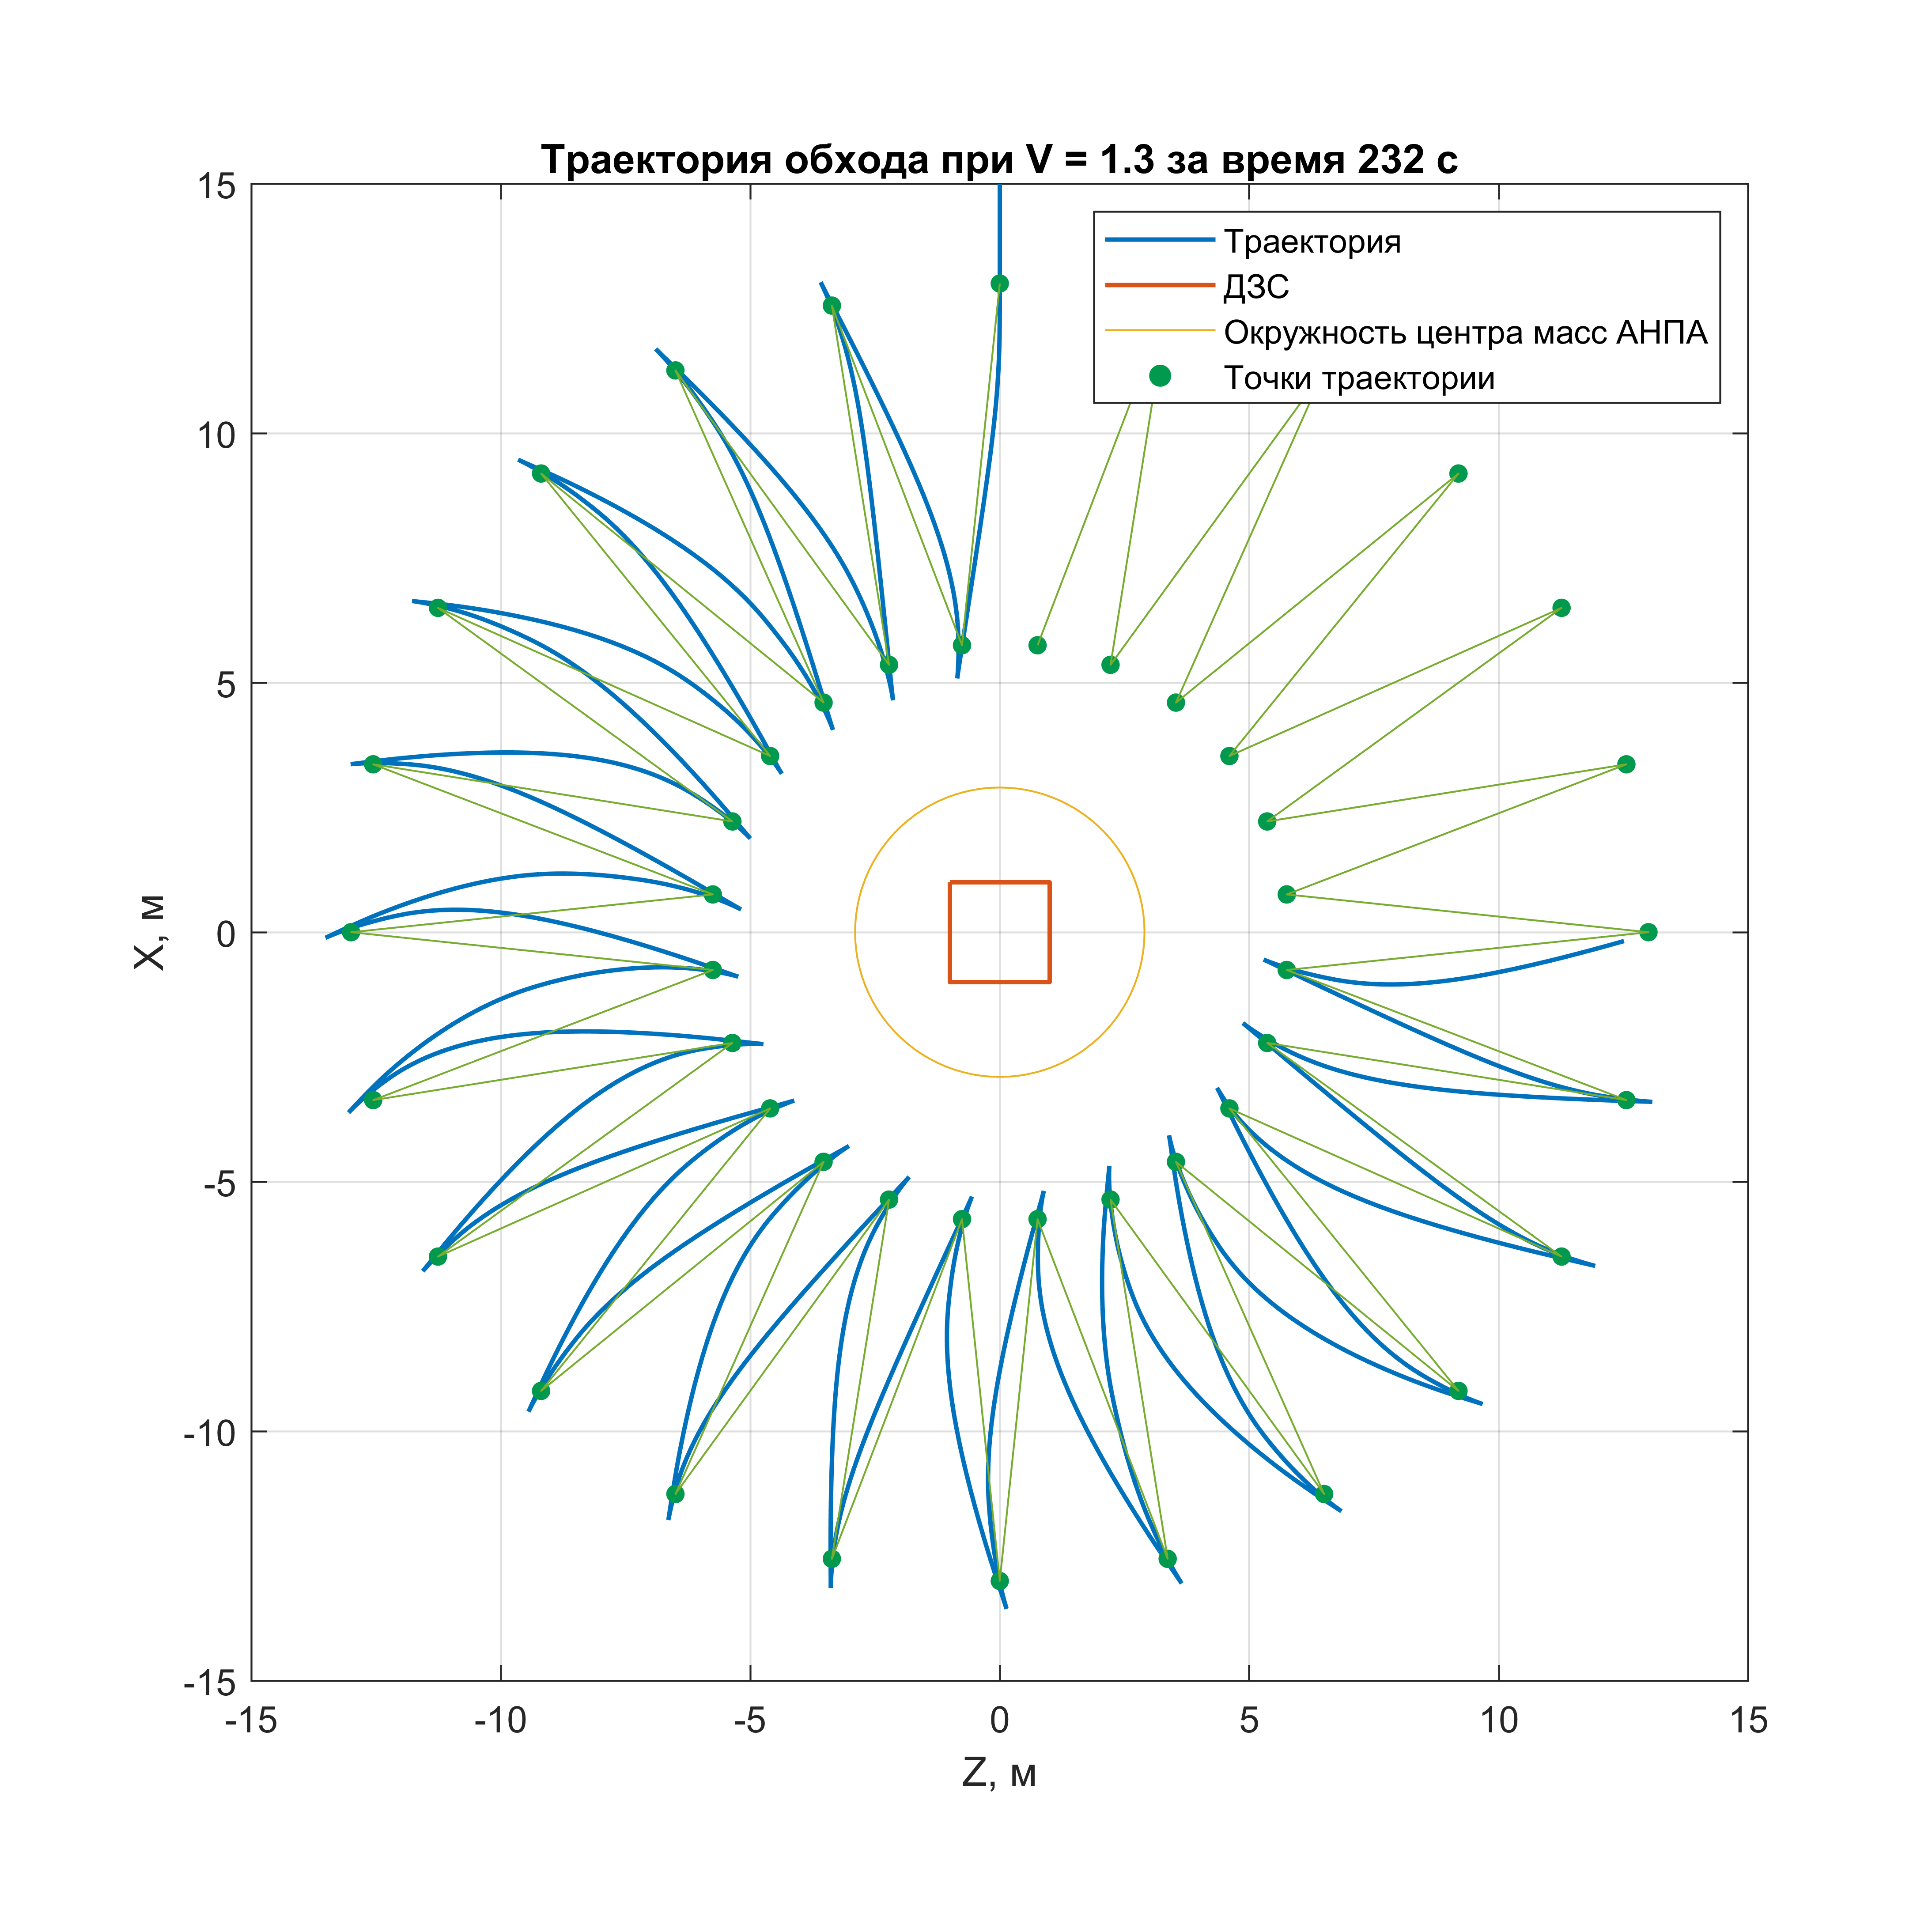 Траектория обхода при V = 1.3 за время 232 с
15
Траектория
ДЗС
Окружность центра масс АНПА
Точки траектории
10
5
X, м
0
-5
-10
-15
-15
-10
-5
0
5
10
15
Z, м